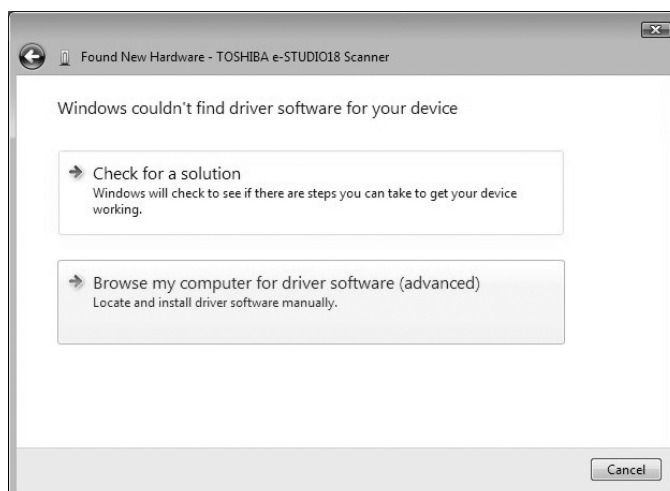 Found New Hardware - TOSHIBA e-STUDIO18 Scanner
Windows couldn't find driver software for your device
Check for a solution
Windows will check to see if there are steps you can take to get your device
working.
Browse my computer for driver software (advanced)
Locate and install driver software manually.
Cancel